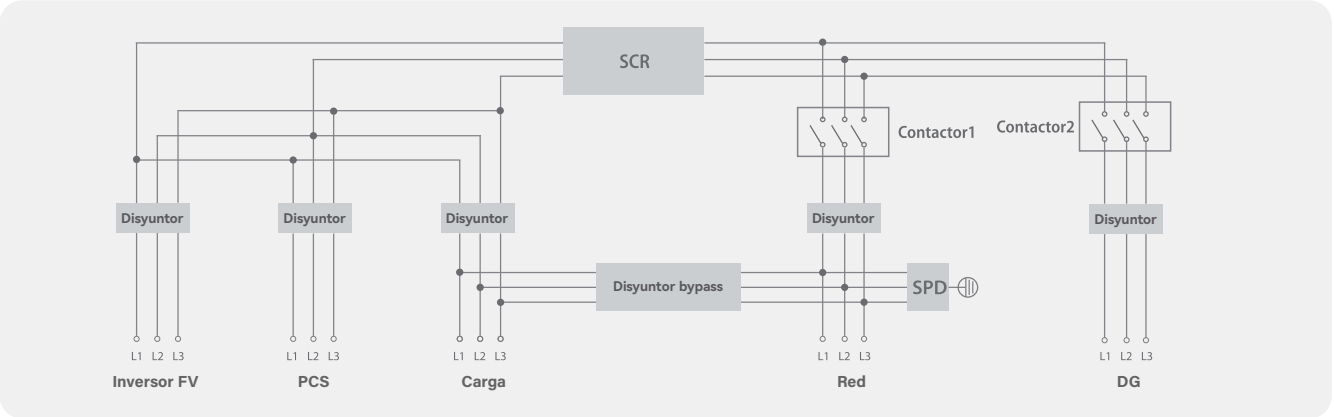 SCR
Contactor1
Contactor2
Disyuntor
Disyuntor
Disyuntor
Disyuntor
Disyuntor
Disyuntor bypass
SPD
L1 L2 L3
L1 L2 L3
L1 L2 L3
L1 L2 L3
L1 L2 L3
Inversor FV
PCS
Carga
Red
DG